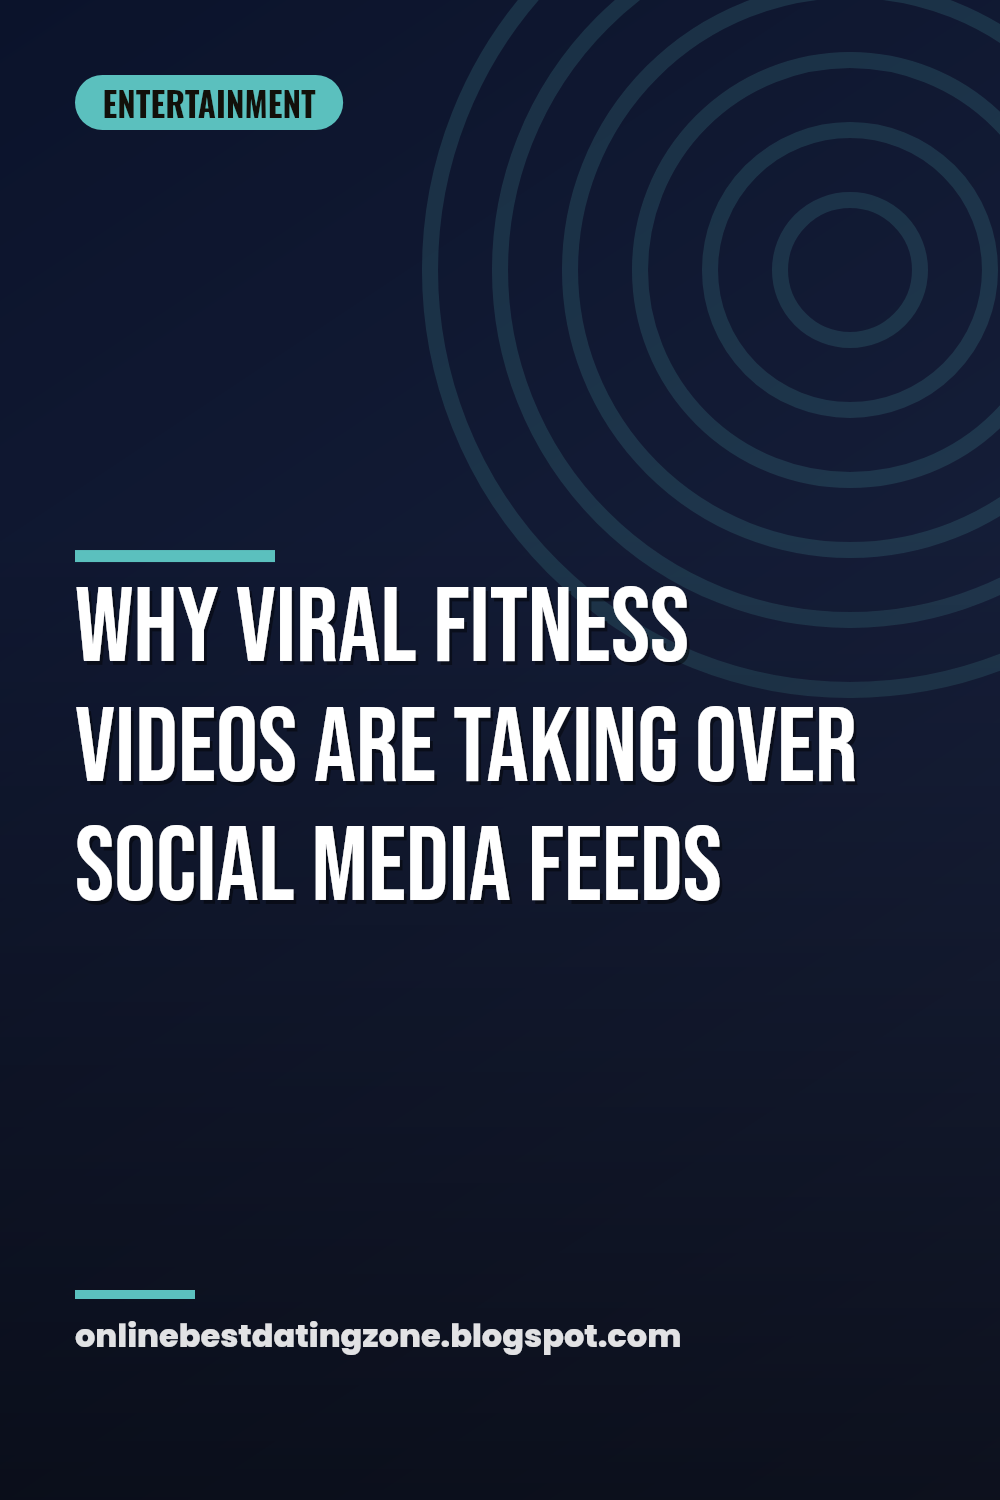 ENTERTAINMENT
WHY VIRAL FITNESS
VIDEOS ARE TAKING OVER
SOCIAL MEDIA FEEDS
onlinebestdatingzone.blogspot.com